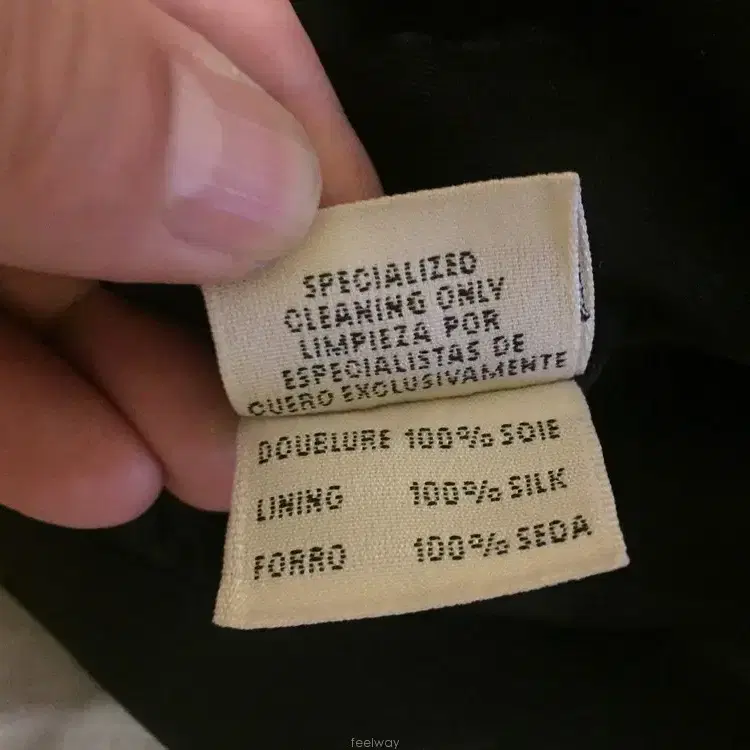 SPECIALIZED
CLEANING ONLY
LIMPIEZA POR
ESPECIALISTAS DE
CUERO EXCLUSIVAMENTE
DOUBLURE 100% SOIE
LINING 100% SILK
FORRO 100% SEDA
feelway